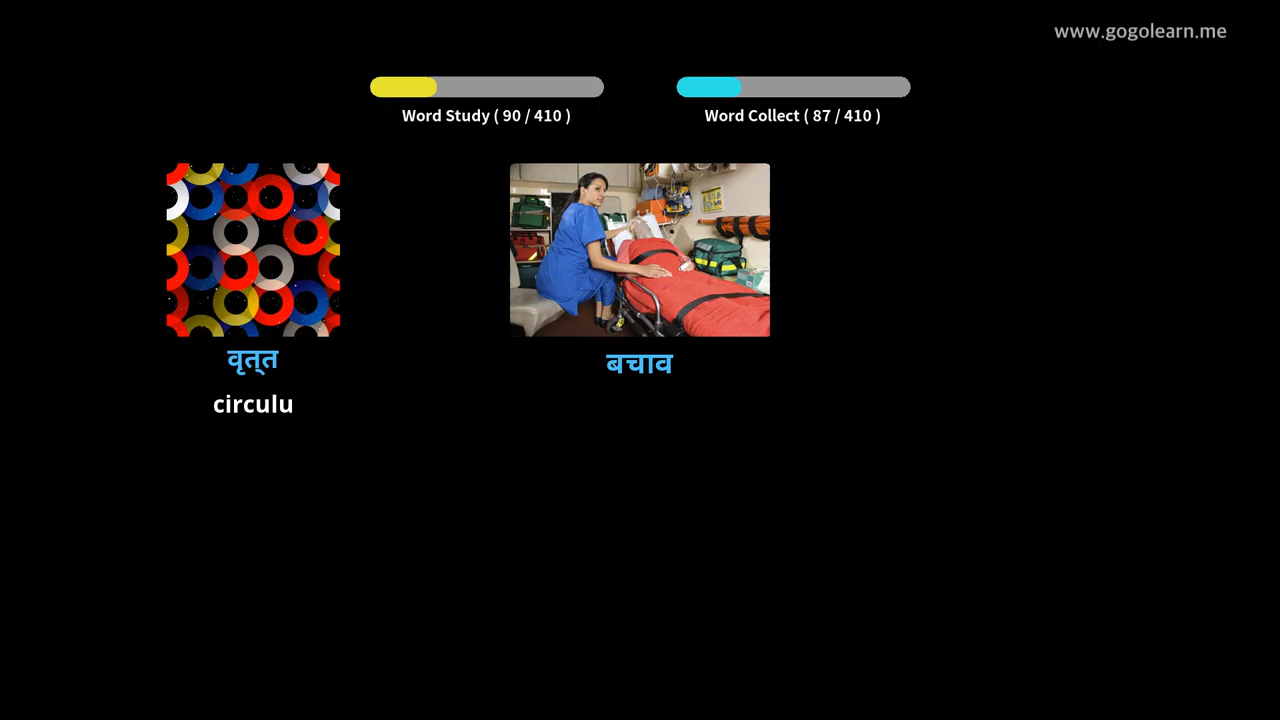 www.gogolearn.me
Word Study ( 90 / 410 )
Word Collect ( 87 / 410 )
वृत्‌त
circulu
बचाव